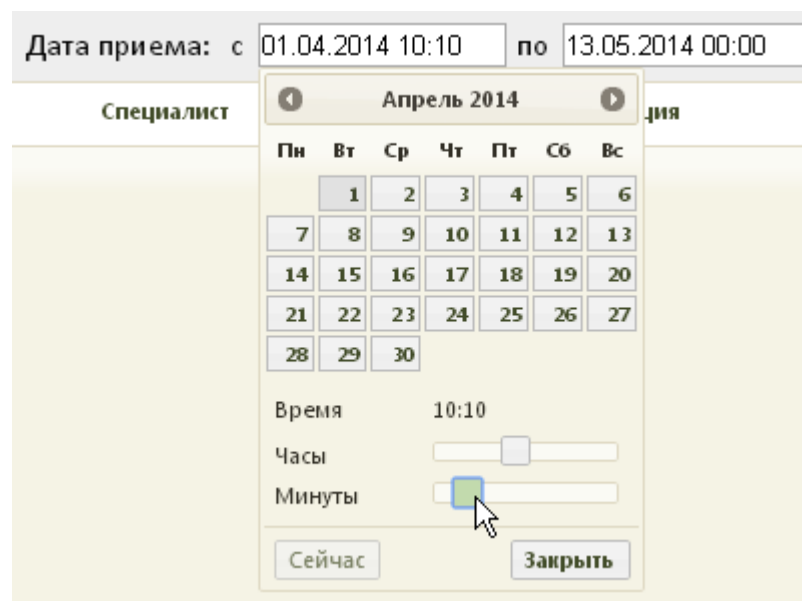 Дата приема: с 01.04.2014 10:10 по 13.05.2014 00:00
Специалист
Апрель 2014
Пн Вт Ср Чт Пт Сб Вс
1 2 3 4 5 6
7 8 9 10 11 12 13
14 15 16 17 18 19 20
21 22 23 24 25 26 27
28 29 30
Время 10:10
Часы
Минуты
Сейчас Закрыть